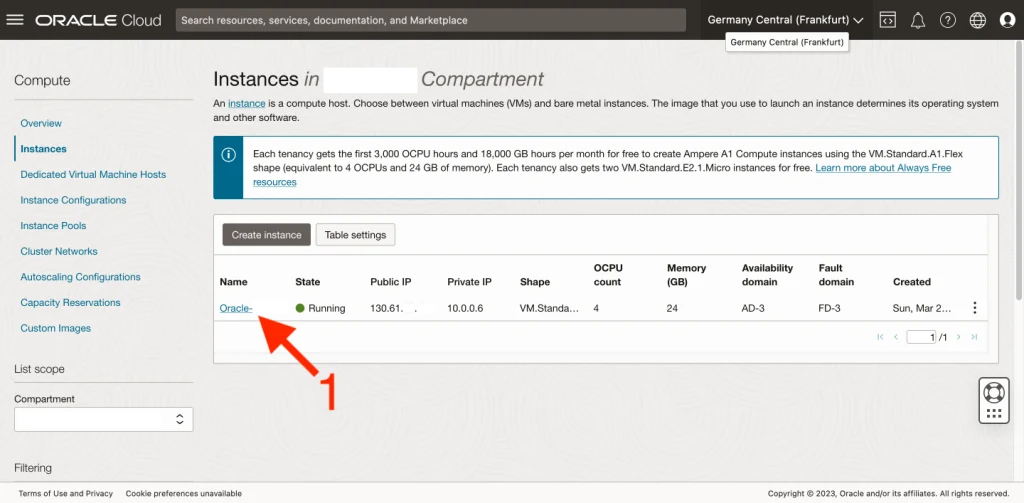 ORACLE Cloud
Search resources, services, documentation, and Marketplace
Germany Central (Frankfurt)
Germany Central (Frankfurt)
Compute
Overview
Instances
Dedicated Virtual Machine Hosts
Instance Configurations
Instance Pools
Cluster Networks
Autoscaling Configurations
Capacity Reservations
Custom Images
List scope
Compartment
Filtering
Instances in Compartment
An instance is a compute host. Choose between virtual machines (VMs) and bare metal instances. The image that you use to launch an instance determines its operating system
and other software.
Each tenancy gets the first 3,000 OCPU hours and 18,000 GB hours per month for free to create Ampere A1 Compute instances using the VM.Standard.A1.Flex
shape (equivalent to 4 OCPUs and 24 GB of memory). Each tenancy also gets two VM.Standard.E2.1.Micro instances for free. Learn more about Always Free
resources
Create instance Table settings
Name State Public IP Private IP Shape OCPU count Memory (GB) Availability domain Fault domain Created
Oracle- Running 130.61. . 10.0.0.6 VM.Standa... 4 24 AD-3 FD-3 Sun, Mar 2...
1 /1
1
Terms of Use and Privacy Cookie preferences unavailable
Copyright © 2023, Oracle and/or its affiliates. All rights reserved.